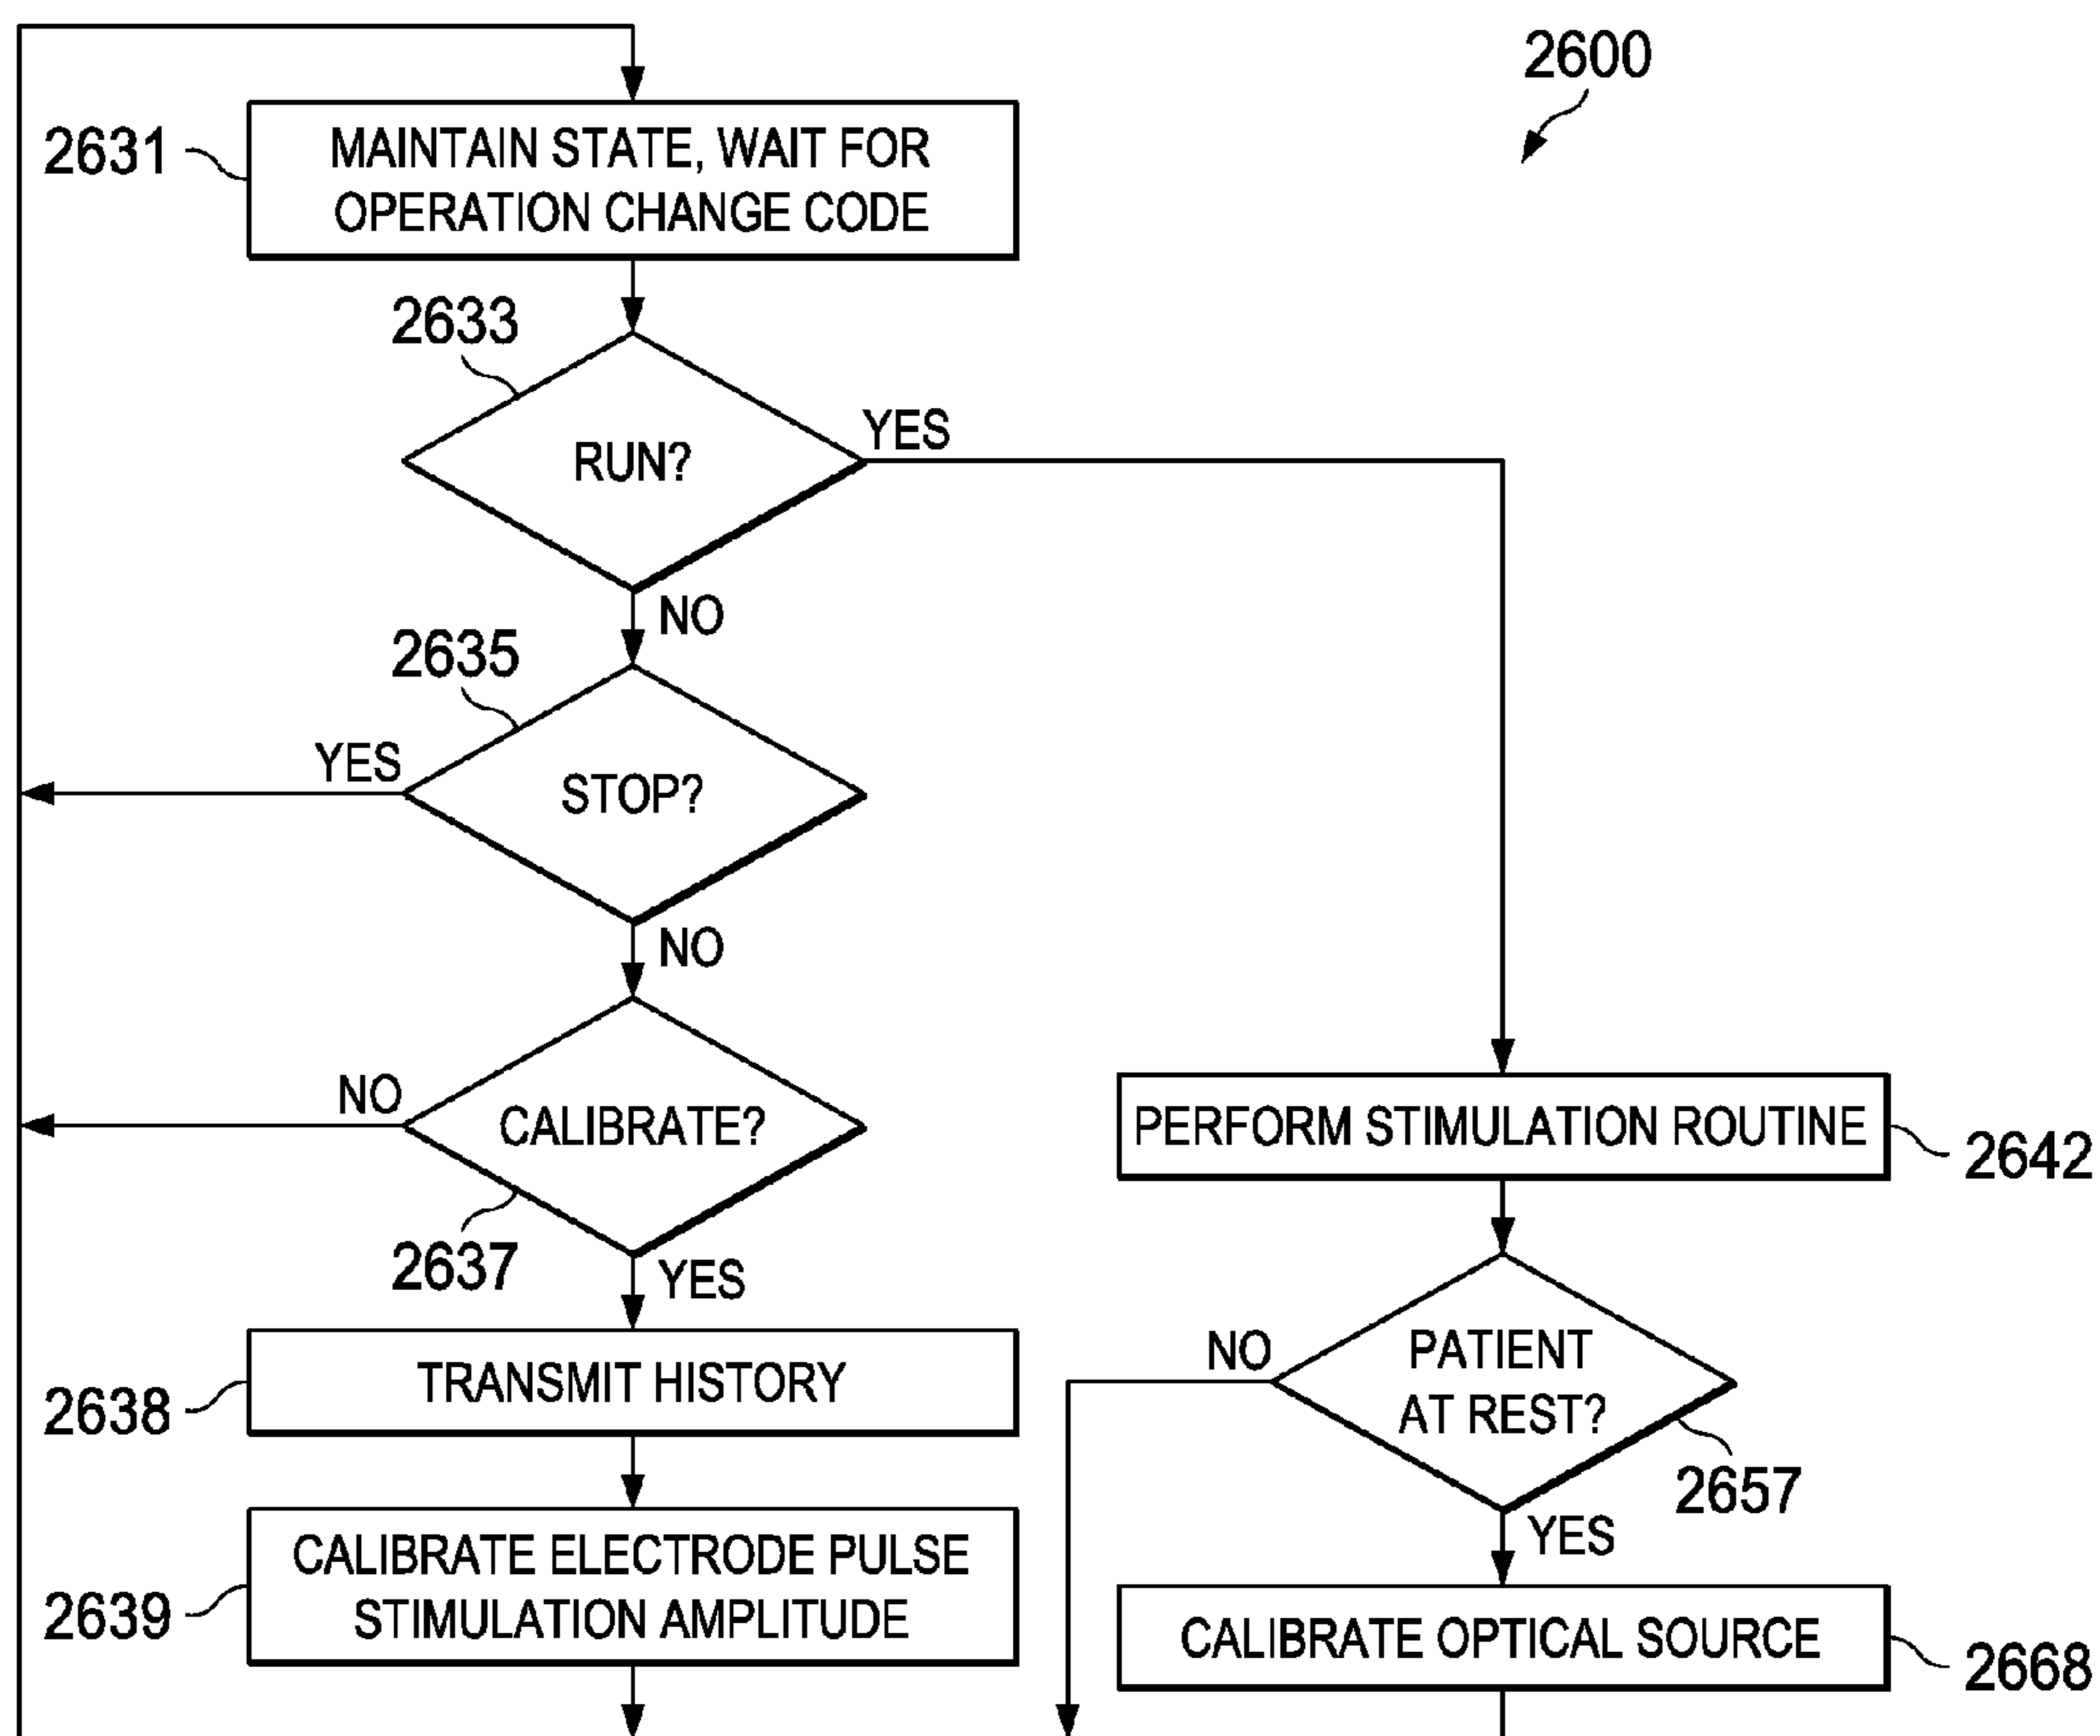 2600
2631
MAINTAIN STATE, WAIT FOR
OPERATION CHANGE CODE
2633
RUN?
YES
NO
2635
YES
STOP?
NO
NO
CALIBRATE?
2637
YES
PERFORM STIMULATION ROUTINE
2642
2638
TRANSMIT HISTORY
NO
PATIENT
AT REST?
2657
YES
2639
CALIBRATE ELECTRODE PULSE
STIMULATION AMPLITUDE
CALIBRATE OPTICAL SOURCE
2668